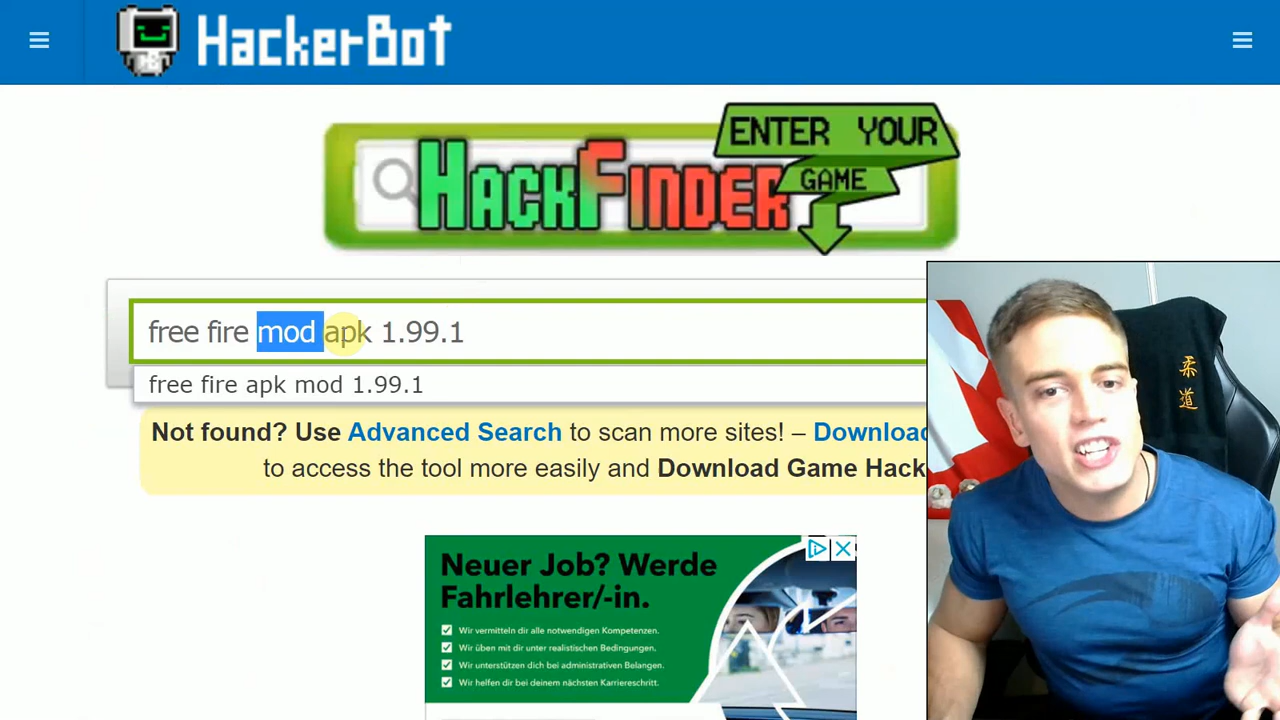 HackerBot
ENTER YOUR
GAME
HackFinder
free fire mod apk 1.99.1
free fire apk mod 1.99.1
Not found? Use Advanced Search to scan more sites! – Download
to access the tool more easily and Download Game Hack
Neuer Job? Werde
Fahrlehrer/-in.
Wir vermitteln dir alle notwendigen Kompetenzen.
Wir üben mit dir unter realistischen Bedingungen.
Wir unterstützen dich bei administrativen Belangen.
Wir helfen dir bei deinem nächsten Karriereschritt.
柔
道